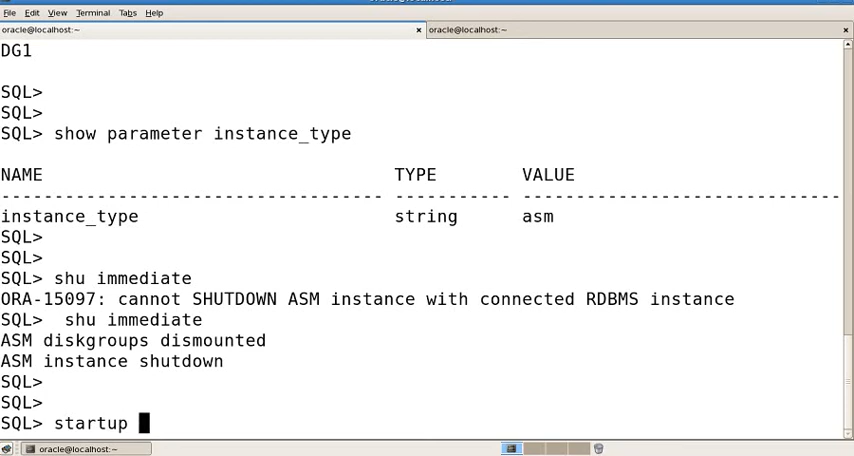 File Edit View Terminal Tabs Help
oracle@localhost:~ × oracle@localhost:~ ×
DG1
SQL>
SQL>
SQL> show parameter instance_type
NAME TYPE VALUE
------------------------------------ ----------- ------------------------------
instance_type string asm
SQL>
SQL>
SQL> shu immediate
ORA-15097: cannot SHUTDOWN ASM instance with connected RDBMS instance
SQL>  shu immediate
ASM diskgroups dismounted
ASM instance shutdown
SQL>
SQL>
SQL> startup
oracle@localhost:~